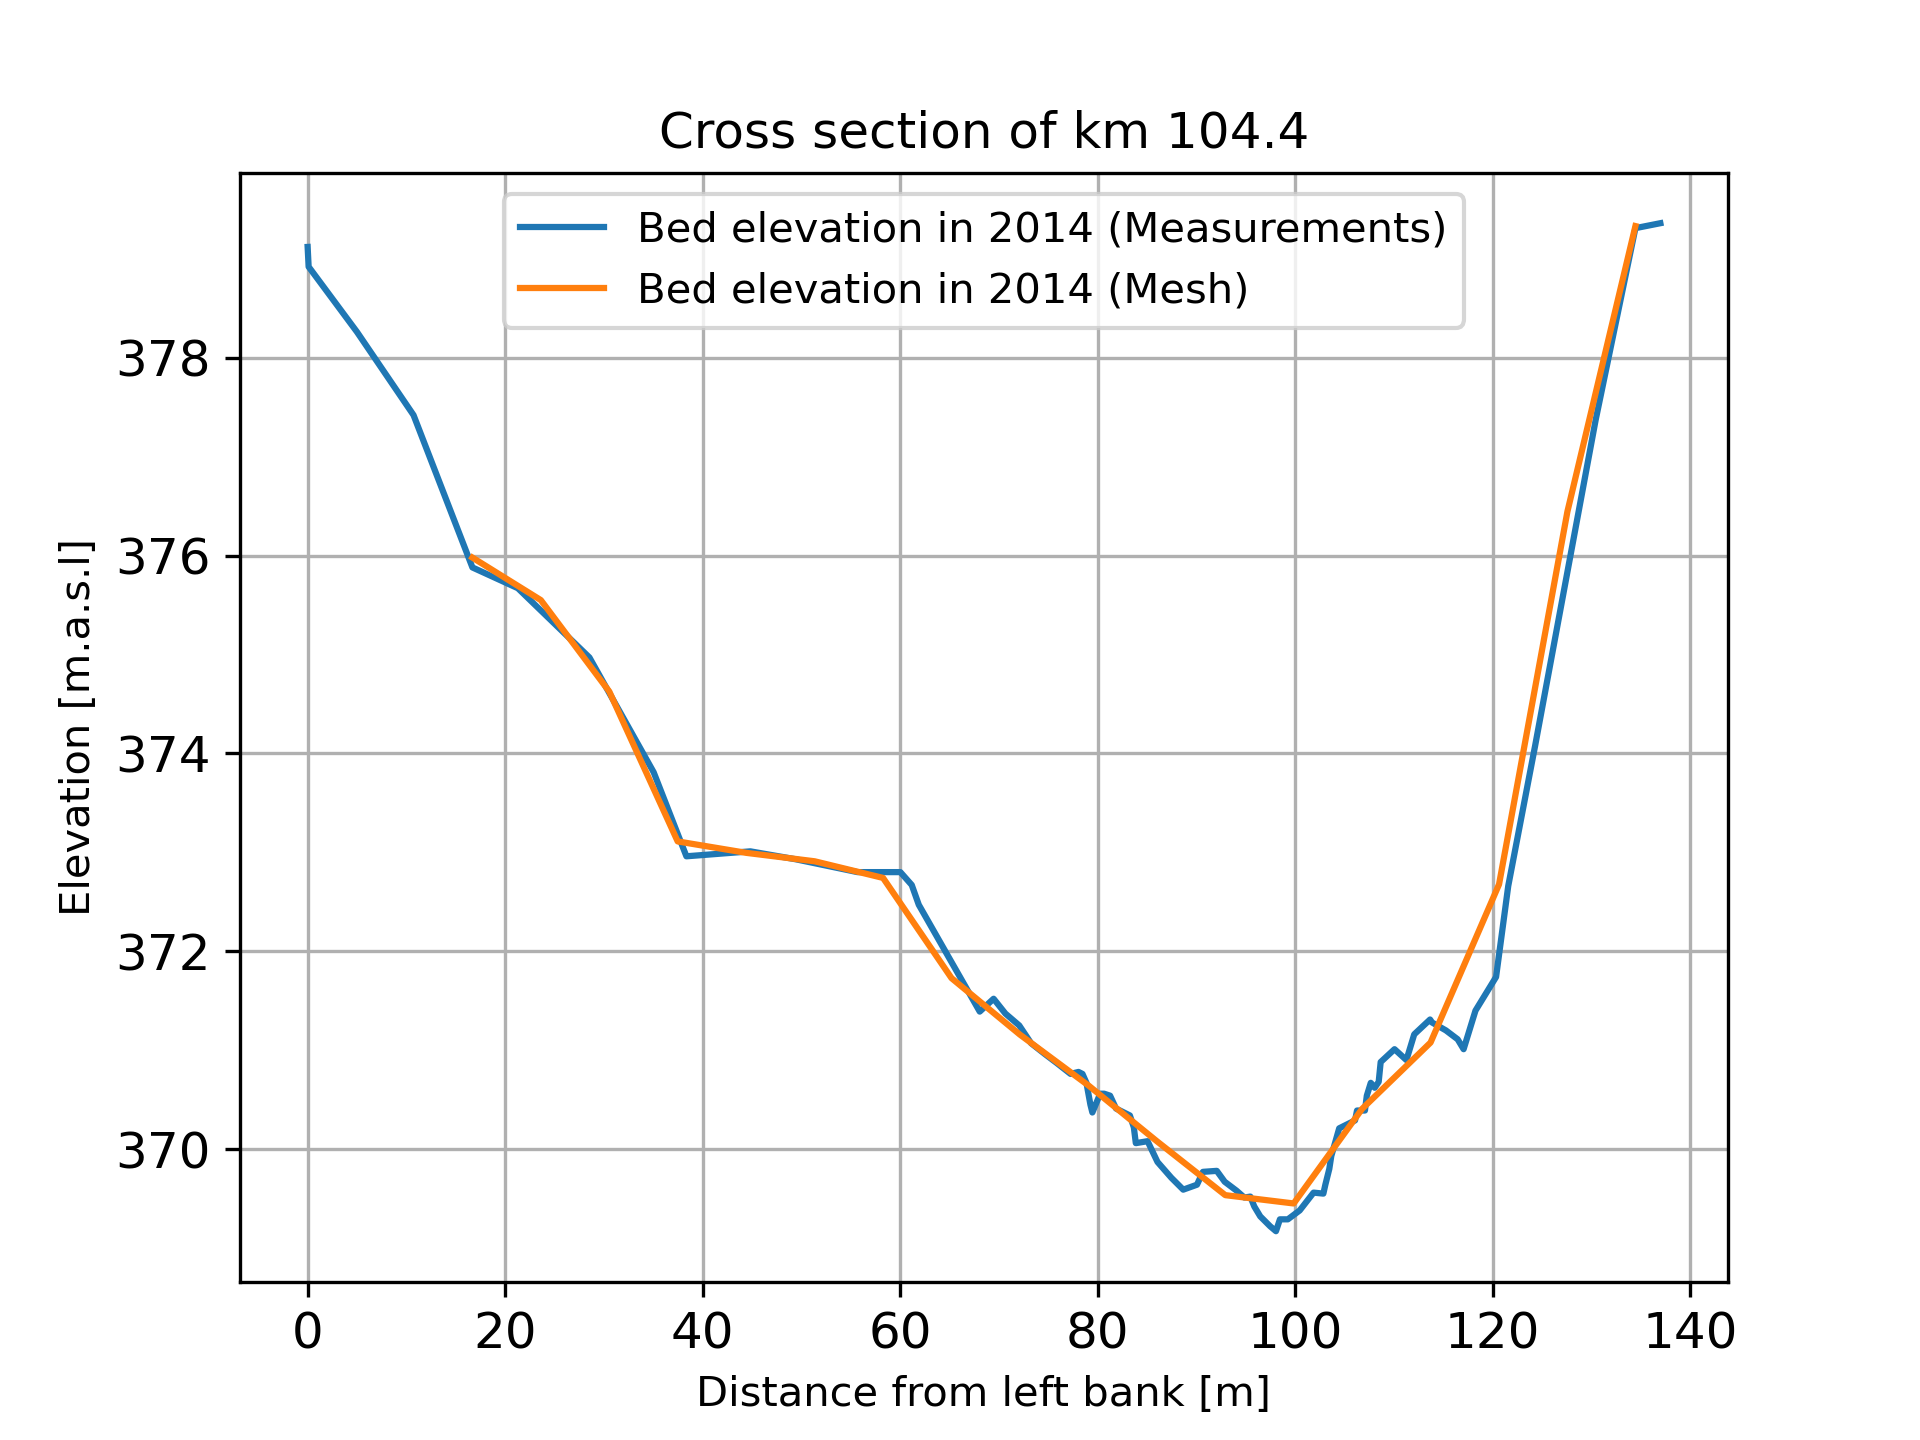 Cross section of km 104.4
Bed elevation in 2014 (Measurements)
Bed elevation in 2014 (Mesh)
378
376
374
372
370
Elevation [m.a.s.l]
0 20 40 60 80 100 120 140
Distance from left bank [m]